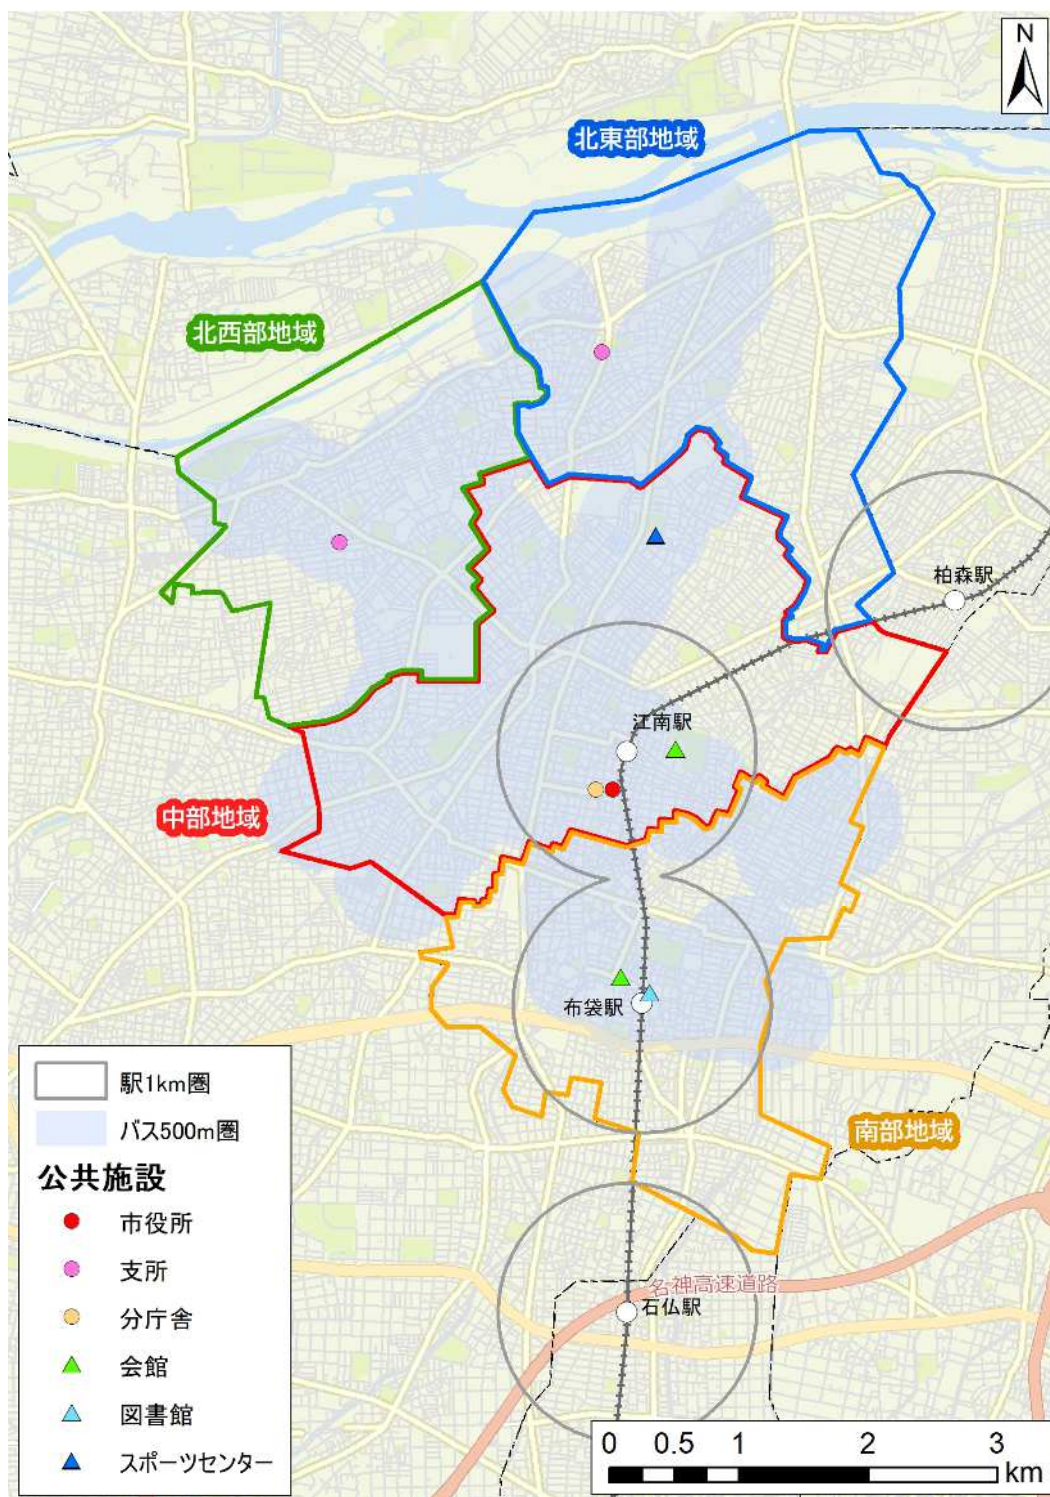 N
北東部地域
北西部地域
柏森駅
江南駅
中部地域
布袋駅
南部地域
名神高速道路
石仏駅
駅1km圏
バス500m圏
公共施設
市役所
支所
分庁舎
会館
図書館
スポーツセンター
0 0.5 1 2 3
km